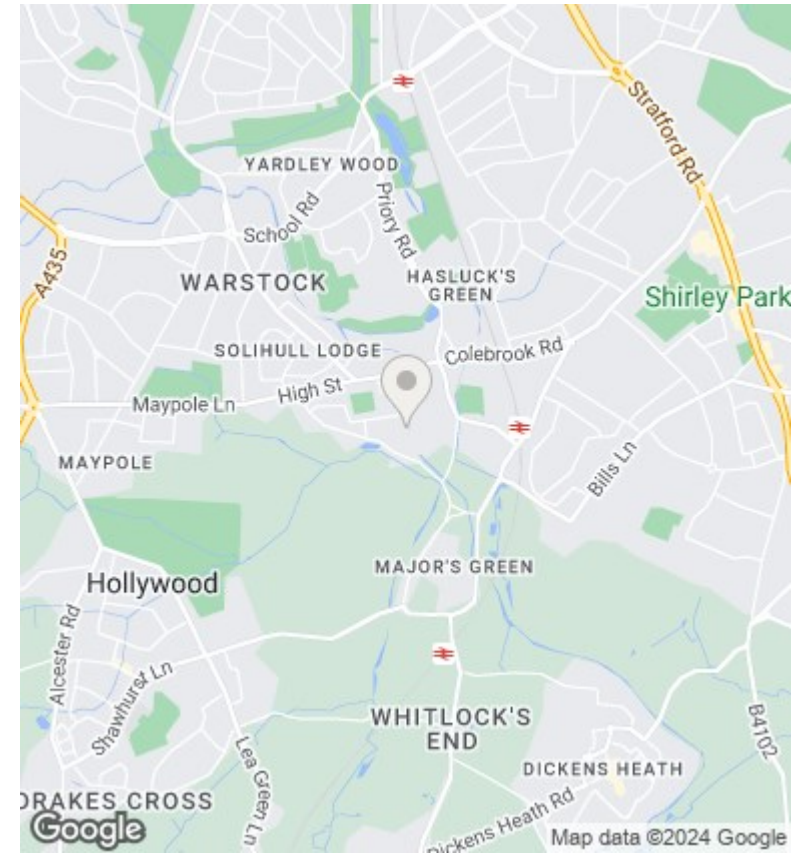 Stratford Rd
YARDLEY WOOD
Priory Rd
School Rd
A435
WARSTOCK
HASLUCK'S
GREEN
Shirley Park
SOLIHULL LODGE
Colebrook Rd
High St
Maypole Ln
Bills Ln
MAYPOLE
MAJOR'S GREEN
Hollywood
Alcester Rd
Shawhurst Ln
WHITLOCK'S
END
B4102
Lea Green Ln
DICKENS HEATH
DRAKES CROSS
Dickens Heath Rd
Google
Map data ©2024 Google